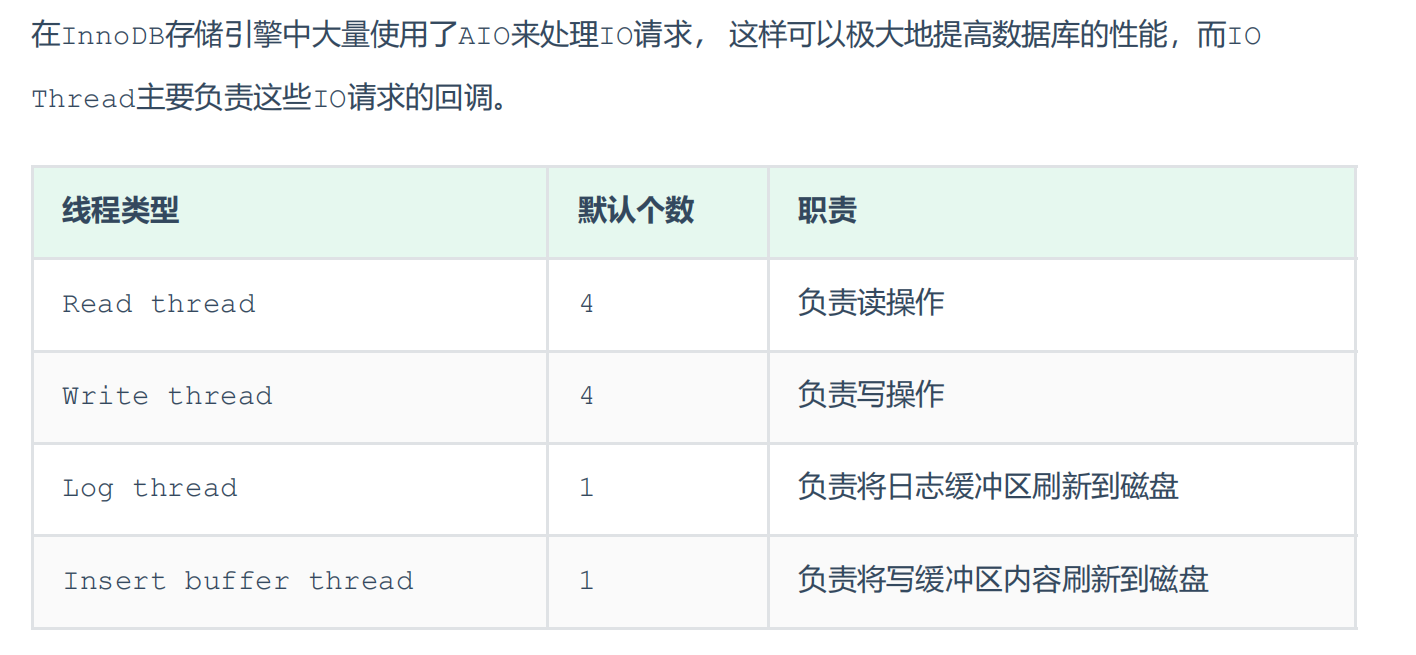 在InnoDB存储引擎中大量使用了AIO来处理IO请求, 这样可以极大地提高数据库的性能，而IO
Thread主要负责这些IO请求的回调。
线程类型 默认个数 职责
Read thread 4 负责读操作
Write thread 4 负责写操作
Log thread 1 负责将日志缓冲区刷新到磁盘
Insert buffer thread 1 负责将写缓冲区内容刷新到磁盘